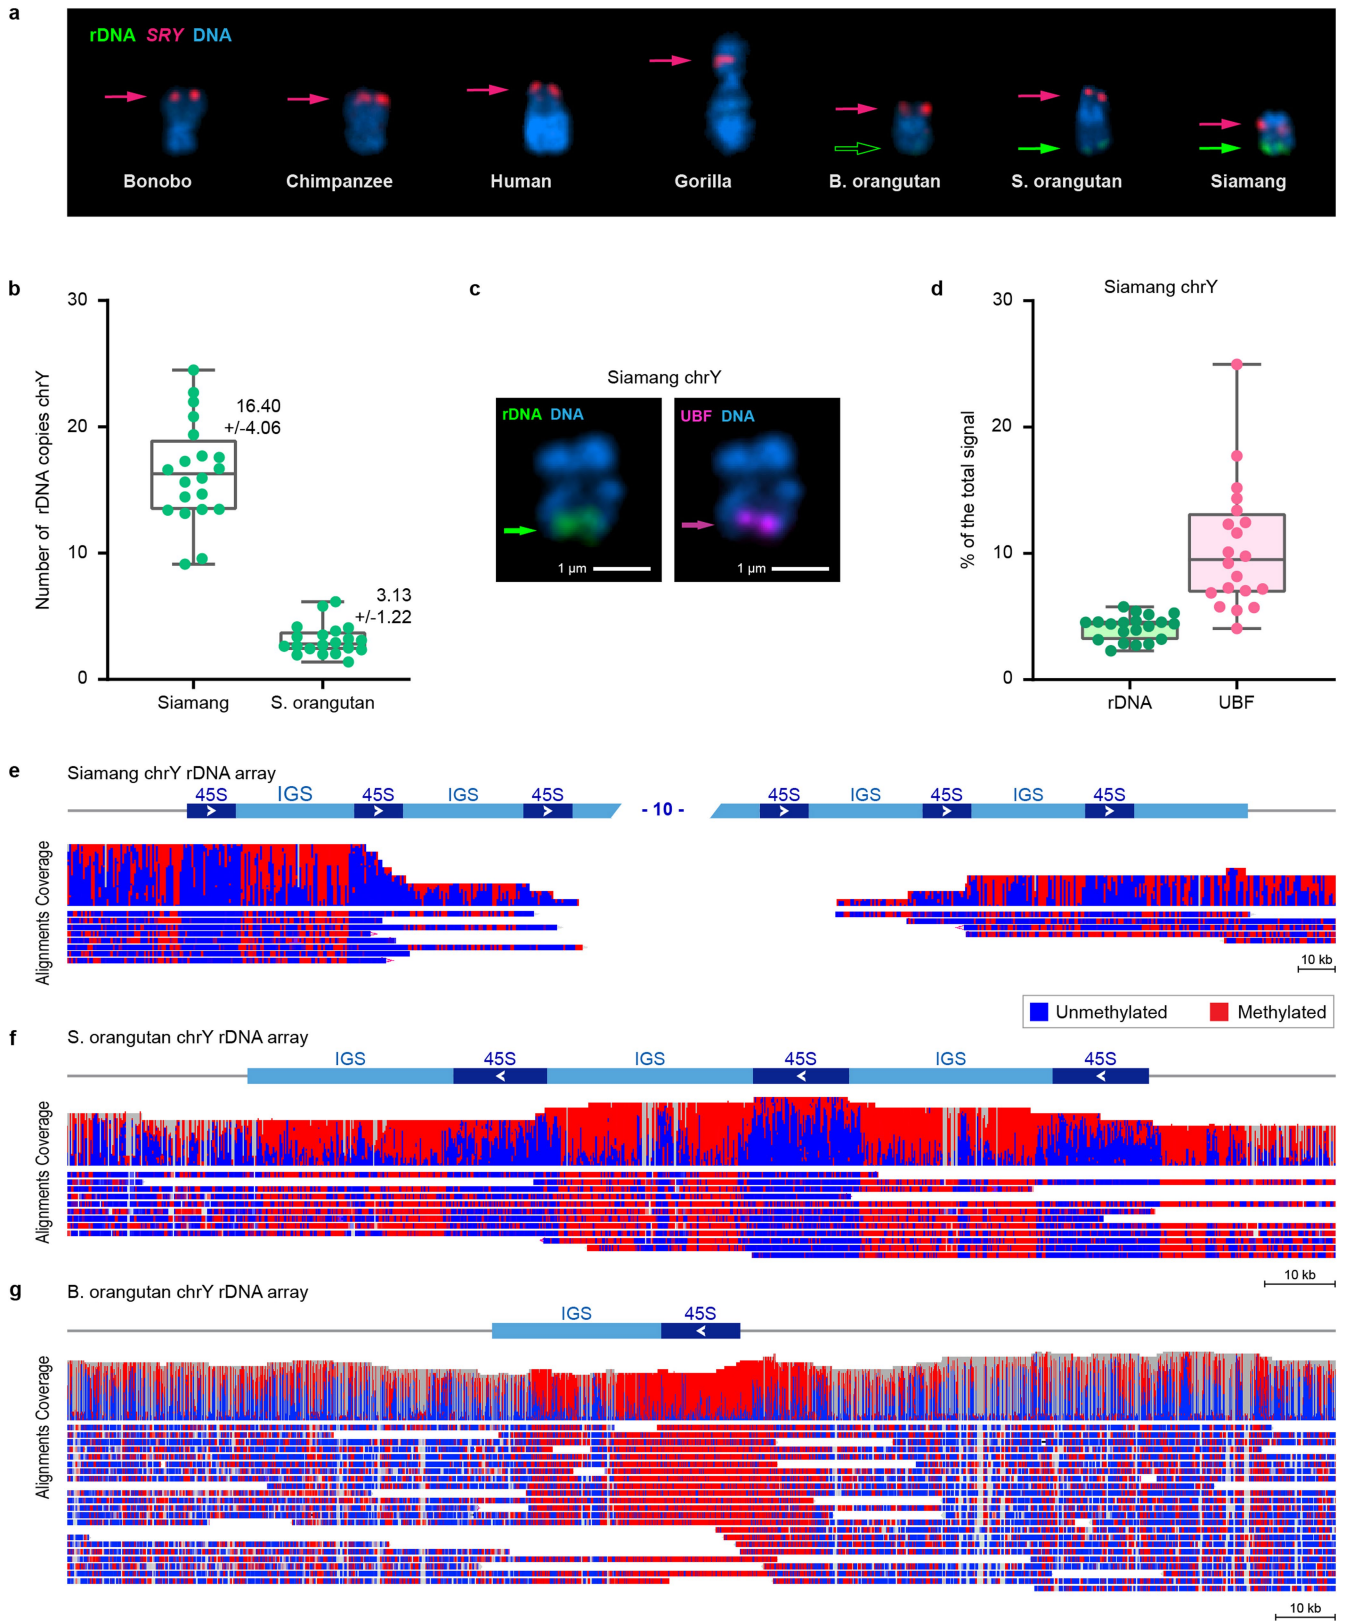 a
rDNA SRY DNA
Bonobo Chimpanzee Human Gorilla B. orangutan S. orangutan Siamang
b
Number of rDNA copies chrY
30
20
10
0
16.40
+/-4.06
3.13
+/-1.22
Siamang S. orangutan
c
Siamang chrY
rDNA DNA
1 µm
UBF DNA
1 µm
d
Siamang chrY
% of the total signal
30
20
10
0
rDNA UBF
e
Siamang chrY rDNA array
45S IGS 45S IGS 45S - 10 - 45S IGS 45S IGS 45S
Alignments Coverage
10 kb
Unmethylated Methylated
f
S. orangutan chrY rDNA array
IGS 45S IGS 45S IGS 45S
Alignments Coverage
10 kb
g
B. orangutan chrY rDNA array
IGS 45S
Alignments Coverage
10 kb